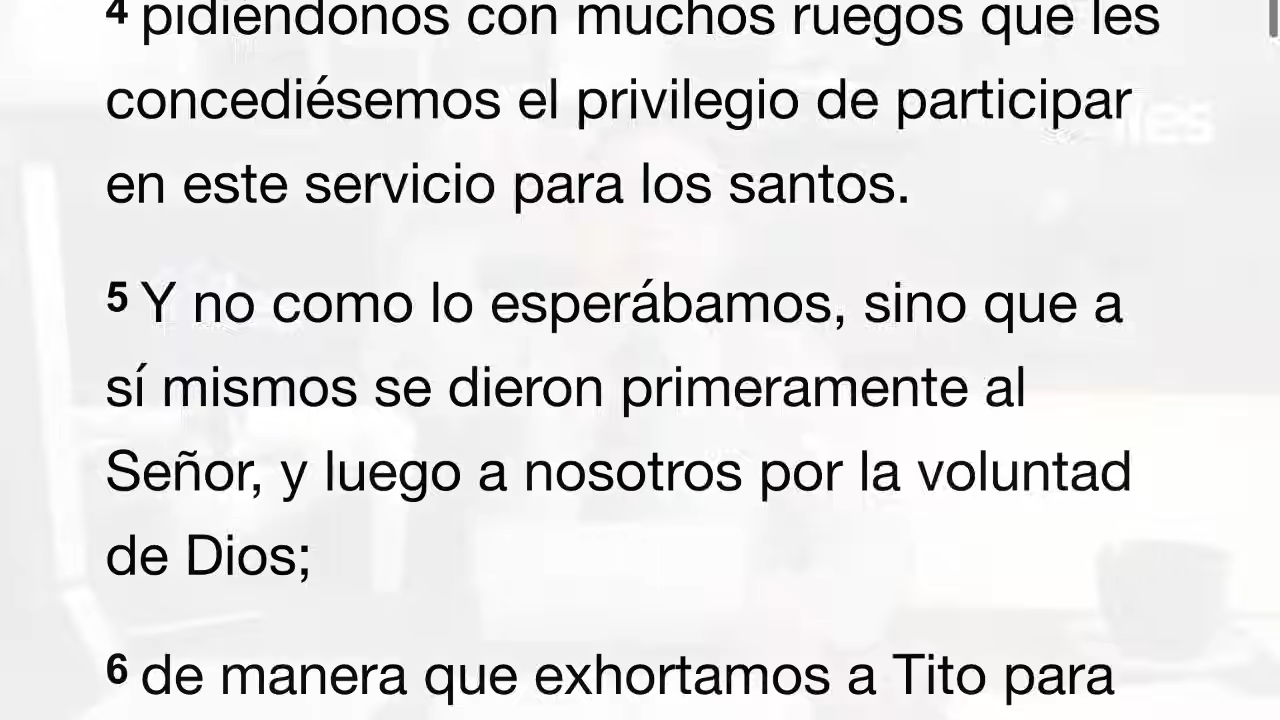 4 pidiéndonos con muchos ruegos que les
concediésemos el privilegio de participar
en este servicio para los santos.
5 Y no como lo esperábamos, sino que a
sí mismos se dieron primeramente al
Señor, y luego a nosotros por la voluntad
de Dios;
6 de manera que exhortamos a Tito para